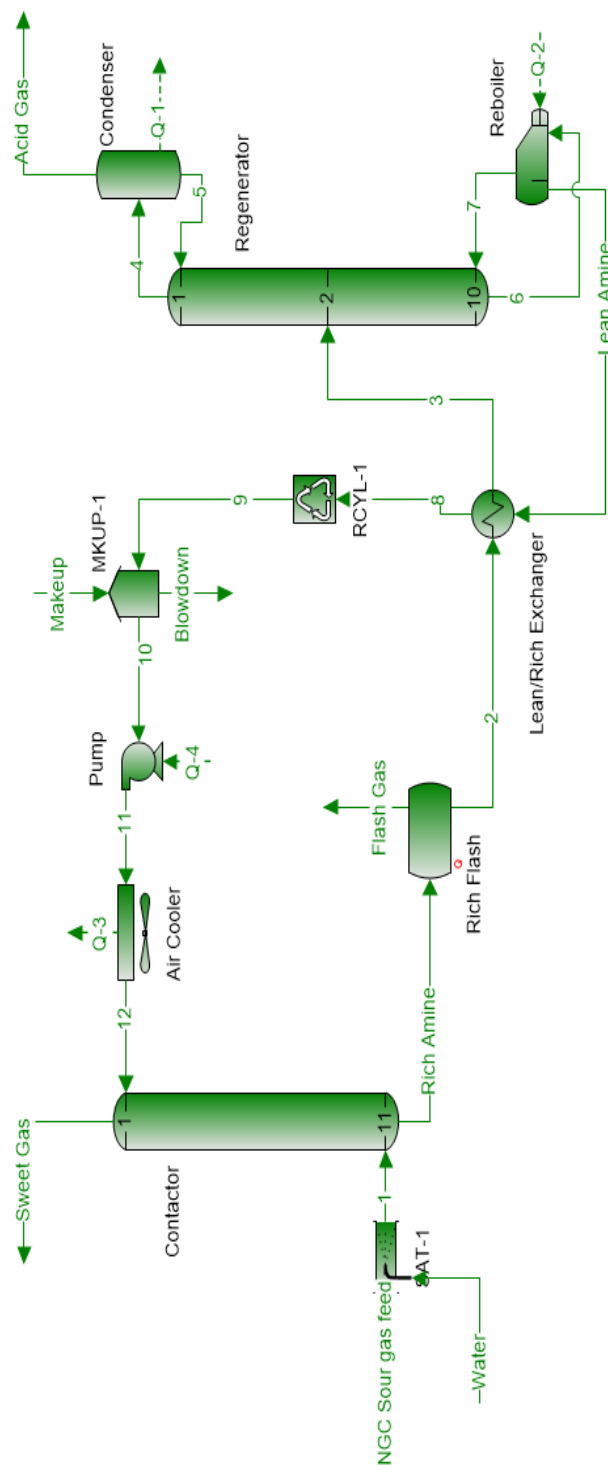 Sweet Gas
Acid Gas
Contactor
1
11
NGC Sour gas feed
SAT-1
Water
1
12
Air Cooler
Q-3
11
Pump
Q-4
10
MKUP-1
Makeup
Blowdown
9
RCYL-1
8
Rich Amine
Rich Flash
Q
Flash Gas
2
Lean/Rich Exchanger
3
Regenerator
1
2
10
4
Condenser
Q-1
5
6
7
Reboiler
Q-2
Lean Amine